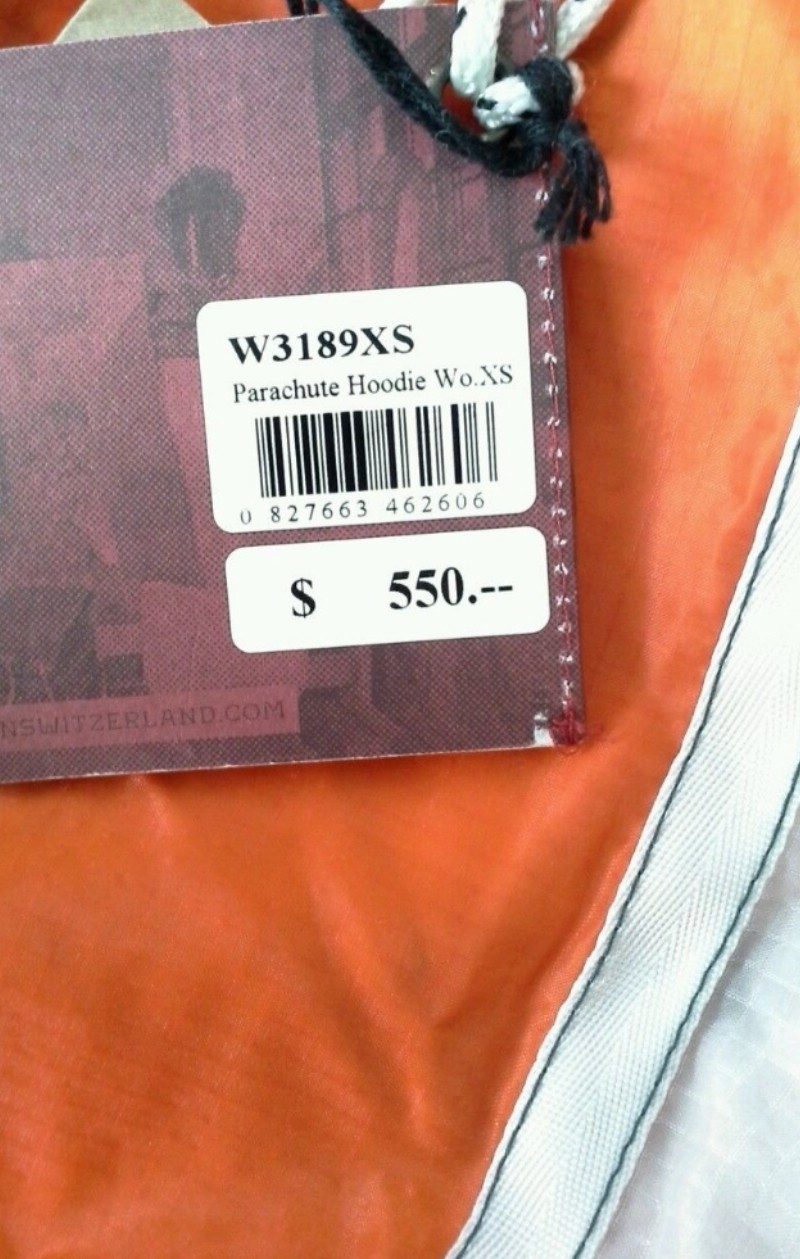 W3189XS
Parachute Hoodie Wo.XS
0 827663 462606
$ 550.--
NSWITZERLAND.COM